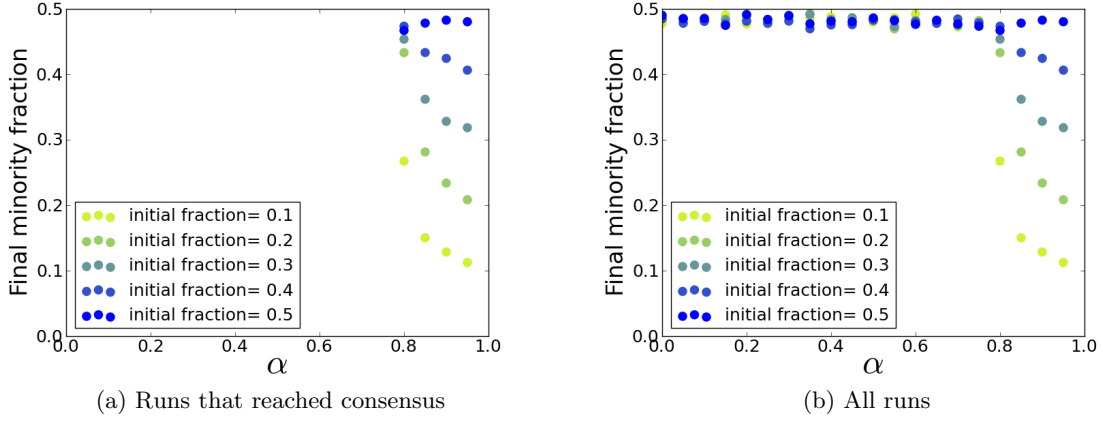 0.5
0.4
0.3
0.2
0.1
0.0
Final minority fraction
initial fraction= 0.1
initial fraction= 0.2
initial fraction= 0.3
initial fraction= 0.4
initial fraction= 0.5
0.0 0.2 0.4 0.6 0.8 1.0
α
(a) Runs that reached consensus
0.5
0.4
0.3
0.2
0.1
0.0
Final minority fraction
initial fraction= 0.1
initial fraction= 0.2
initial fraction= 0.3
initial fraction= 0.4
initial fraction= 0.5
0.0 0.2 0.4 0.6 0.8 1.0
α
(b) All runs